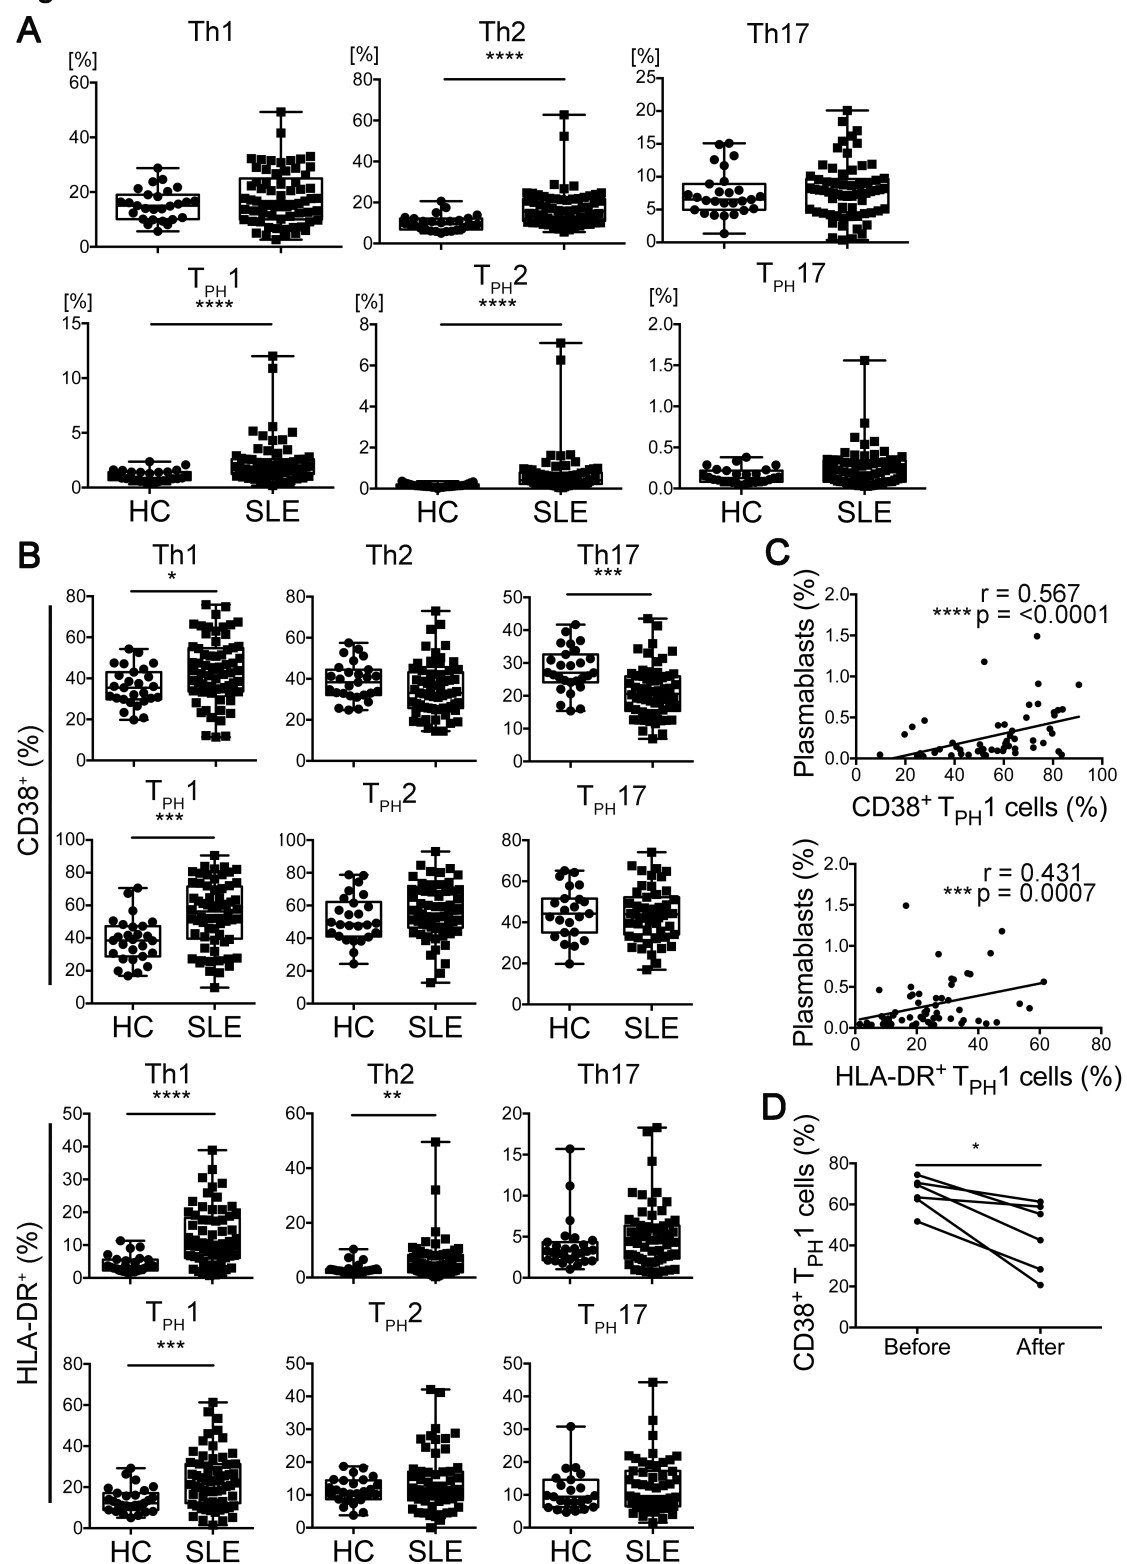 A
Th1
Th2
Th17
[%]
[%]
[%]
****
60
40
20
0
80
60
40
20
0
25
20
15
10
5
0
TPH1
TPH2
TPH17
[%]
[%]
[%]
****
****
15
10
5
0
8
6
4
2
0
2.0
1.5
1.0
0.5
0.0
HC SLE
HC SLE
HC SLE
B
CD38+ (%)
Th1
Th2
Th17
*
***
80
60
40
20
0
80
60
40
20
0
50
40
30
20
10
0
TPH1
TPH2
TPH17
***
100
80
60
40
20
0
100
80
60
40
20
0
80
60
40
20
0
HC SLE
HC SLE
HC SLE
HLA-DR+ (%)
Th1
Th2
Th17
****
**
50
40
30
20
10
0
60
40
20
0
20
15
10
5
0
TPH1
TPH2
TPH17
***
80
60
40
20
0
50
40
30
20
10
0
50
40
30
20
10
0
HC SLE
HC SLE
HC SLE
C
Plasmablasts (%)
r = 0.567
**** p = <0.0001
2.0
1.5
1.0
0.5
0.0
0 20 40 60 80 100
CD38+ TPH1 cells (%)
Plasmablasts (%)
r = 0.431
*** p = 0.0007
2.0
1.5
1.0
0.5
0.0
0 20 40 60 80
HLA-DR+ TPH1 cells (%)
D
CD38+ TPH1 cells (%)
*
80
60
40
20
0
Before After